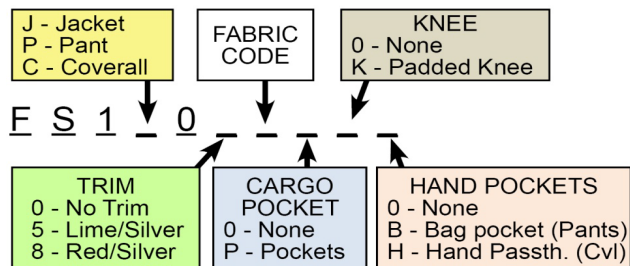 J - Jacket
P - Pant
C - Coverall
FABRIC
CODE
KNEE
0 - None
K - Padded Knee
F S 1 _ 0 _ _ _ _ _
TRIM
0 - No Trim
5 - Lime/Silver
8 - Red/Silver
CARGO
POCKET
0 - None
P - Pockets
HAND POCKETS
0 - None
B - Bag pocket (Pants)
H - Hand Passth. (Cvl)